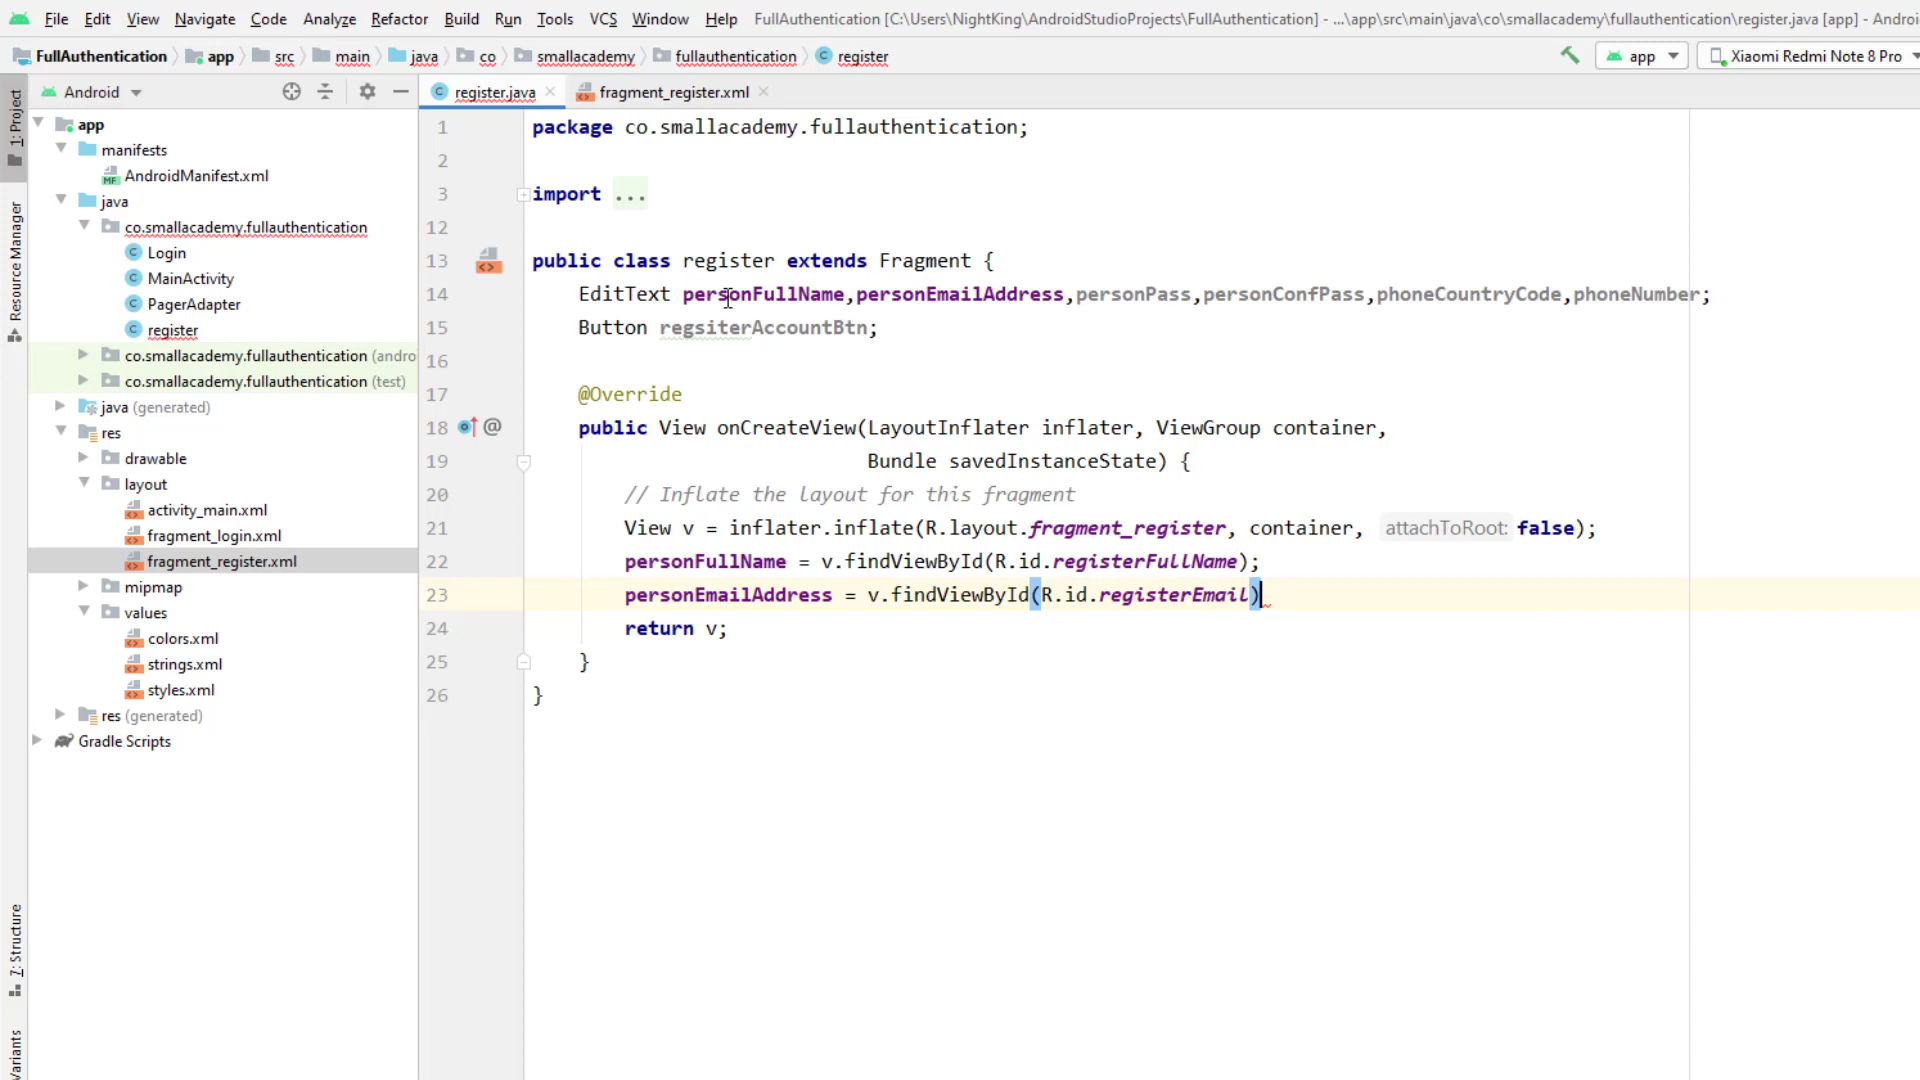 File Edit View Navigate Code Analyze Refactor Build Run Tools VCS Window Help FullAuthentication [C:\Users\NightKing\AndroidStudioProjects\FullAuthentication] - ...\app\src\main\java\co\smallacademy\fullauthentication\register.java [app] - Androi
FullAuthentication app src main java co smallacademy fullauthentication C register app Xiaomi Redmi Note 8 Pro
1: Project
Resource Manager
7: Structure
Variants
Android
app
manifests
MF AndroidManifest.xml
java
co.smallacademy.fullauthentication
C Login
C MainActivity
C PagerAdapter
C register
co.smallacademy.fullauthentication (andro
co.smallacademy.fullauthentication (test)
java (generated)
res
drawable
layout
activity_main.xml
fragment_login.xml
fragment_register.xml
mipmap
values
colors.xml
strings.xml
styles.xml
res (generated)
Gradle Scripts
C register.java fragment_register.xml
1 package co.smallacademy.fullauthentication;
2
3 import ...
12
13 public class register extends Fragment {
14 EditText personFullName,personEmailAddress,personPass,personConfPass,phoneCountryCode,phoneNumber;
15 Button regsiterAccountBtn;
16
17 @Override
18 @ public View onCreateView(LayoutInflater inflater, ViewGroup container,
19 Bundle savedInstanceState) {
20 // Inflate the layout for this fragment
21 View v = inflater.inflate(R.layout.fragment_register, container, attachToRoot: false);
22 personFullName = v.findViewById(R.id.registerFullName);
23 personEmailAddress = v.findViewById(R.id.registerEmail)
24 return v;
25 }
26 }